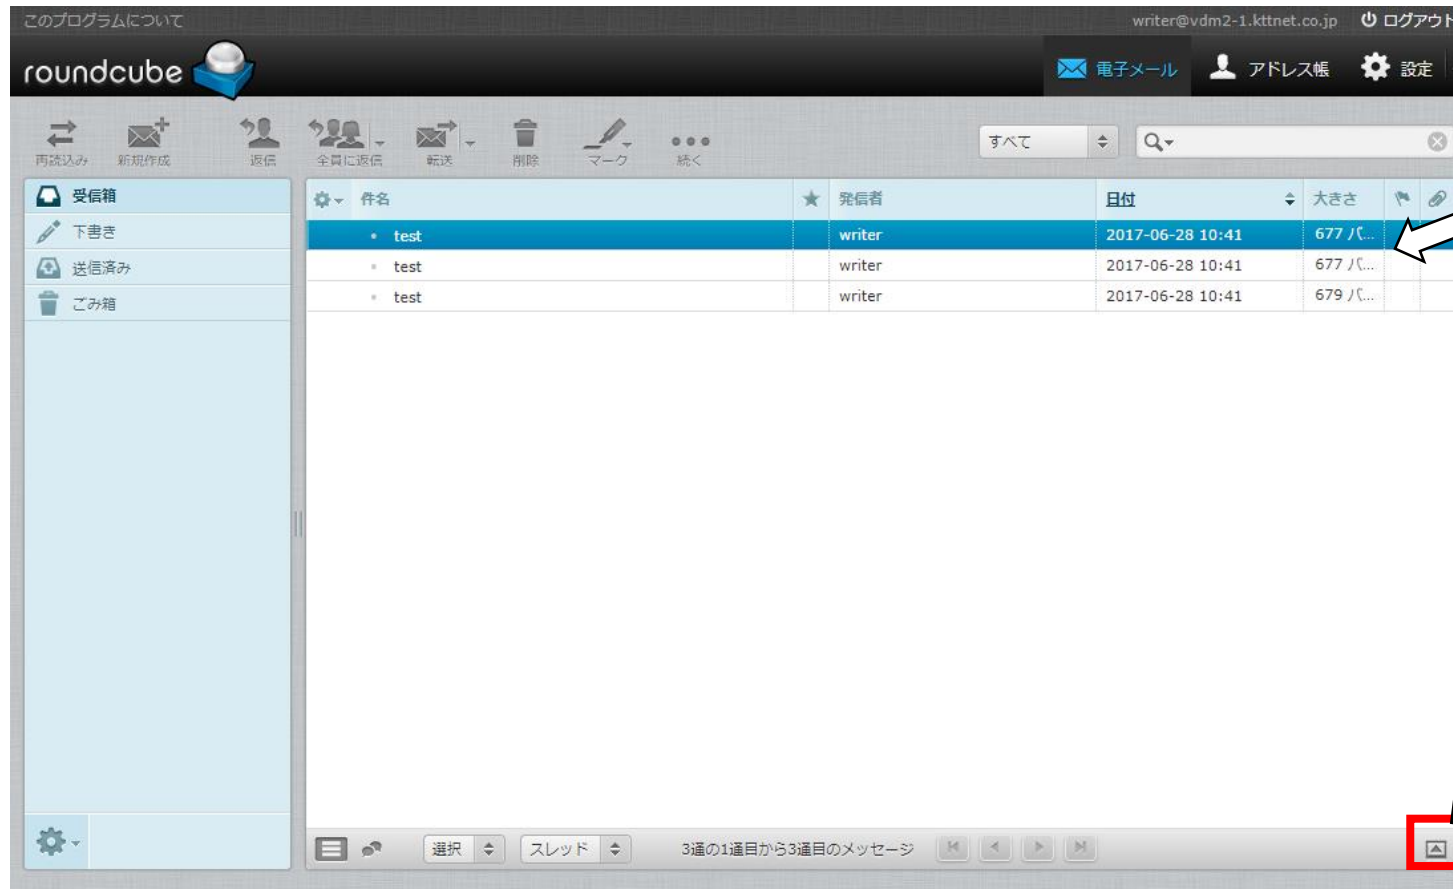 このプログラムについて writer@vdm2-1.kttnet.co.jp ログアウト
roundcube 電子メール アドレス帳 設定
再読込み 新規作成 返信 全員に返信 転送 削除 マーク 続く すべて
受信箱 件名 発信者 日付 大きさ
下書き test writer 2017-06-28 10:41 677 バ...
送信済み test writer 2017-06-28 10:41 677 バ...
ごみ箱 test writer 2017-06-28 10:41 679 バ...
選択 スレッド 3通の1通目から3通目のメッセージ